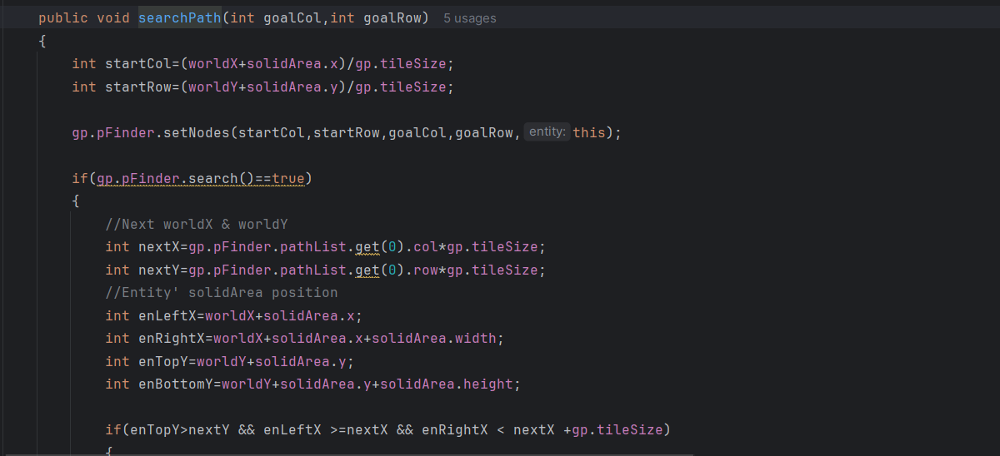 public void searchPath(int goalCol,int goalRow) 5 usages
{
int startCol=(worldX+solidArea.x)/gp.tileSize;
int startRow=(worldY+solidArea.y)/gp.tileSize;
gp.pFinder.setNodes(startCol,startRow,goalCol,goalRow, entity: this);
if(gp.pFinder.search()==true)
{
//Next worldX & worldY
int nextX=gp.pFinder.pathList.get(0).col*gp.tileSize;
int nextY=gp.pFinder.pathList.get(0).row*gp.tileSize;
//Entity' solidArea position
int enLeftX=worldX+solidArea.x;
int enRightX=worldX+solidArea.x+solidArea.width;
int enTopY=worldY+solidArea.y;
int enBottomY=worldY+solidArea.y+solidArea.height;
if(enTopY>nextY && enLeftX >=nextX && enRightX < nextX +gp.tileSize)
{